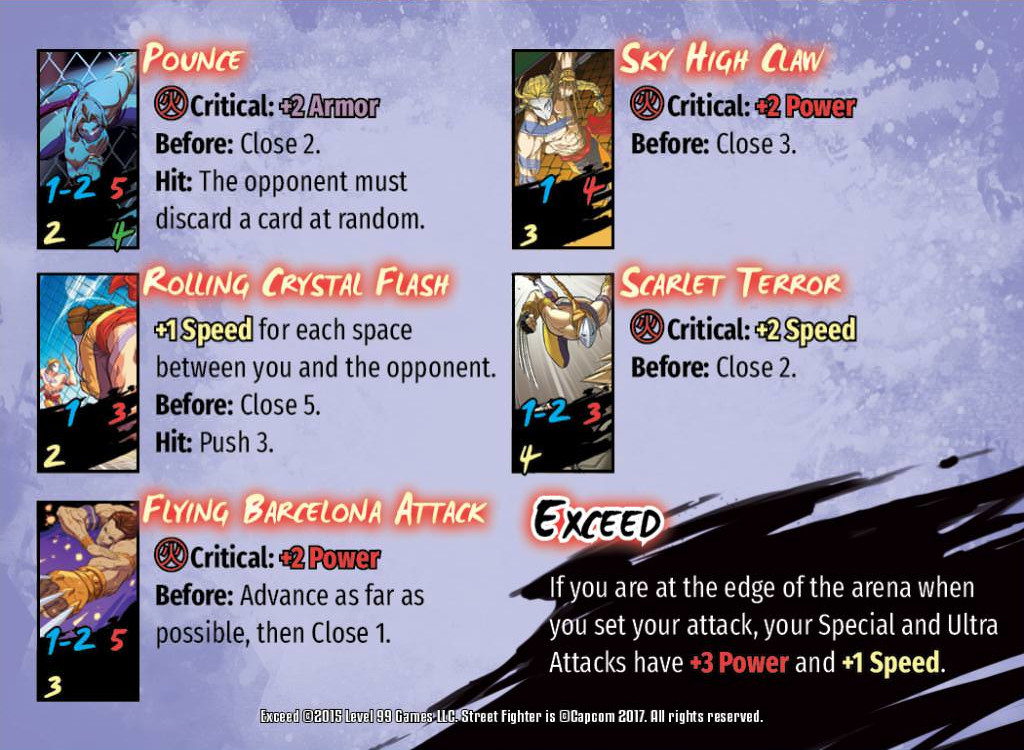 POUNCE
火 Critical: +2 Armor
Before: Close 2.
Hit: The opponent must
discard a card at random.
1-2 5
2 4
SKY HIGH CLAW
火 Critical: +2 Power
Before: Close 3.
1 4
3
ROLLING CRYSTAL FLASH
+1 Speed for each space
between you and the opponent.
Before: Close 5.
Hit: Push 3.
1 3
2
SCARLET TERROR
火 Critical: +2 Speed
Before: Close 2.
1-2 3
4
FLYING BARCELONA ATTACK
火 Critical: +2 Power
Before: Advance as far as
possible, then Close 1.
1-2 5
3
EXCEED
If you are at the edge of the arena when
you set your attack, your Special and Ultra
Attacks have +3 Power and +1 Speed.
Exceed ©2015 Level 99 Games LLC. Street Fighter is ©Capcom 2017. All rights reserved.